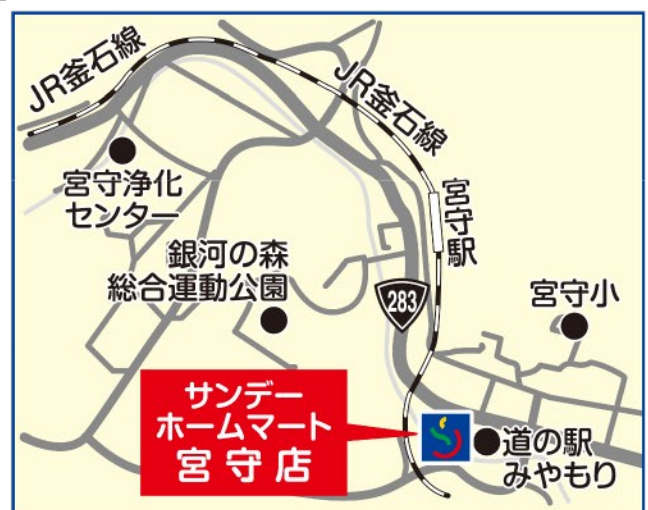 JR釜石線
JR釜石線
宮守浄化
センター
宮守駅
銀河の森
総合運動公園
283
宮守小
サンデー
ホームマート
宮守店
道の駅
みやもり